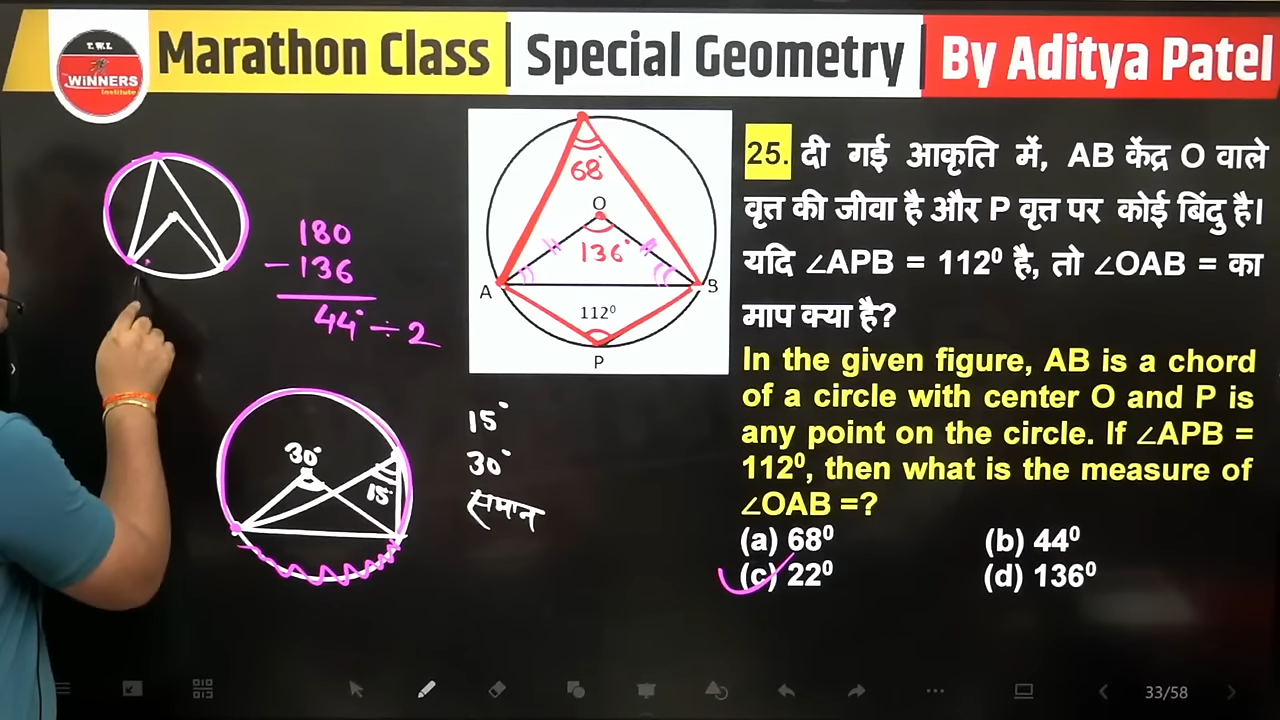 T.W.I.
The
WINNERS
Institute
Marathon Class
Special Geometry
By Aditya Patel
180
-136
44° ÷ 2
30°
15°
15°
30°
समान
68°
O
136°
A
B
112⁰
P
25. दी गई आकृति में, AB केंद्र O वाले
वृत्त की जीवा है और P वृत्त पर कोई बिंदु है।
यदि ∠APB = 112⁰ है, तो ∠OAB = का
माप क्या है?
In the given figure, AB is a chord
of a circle with center O and P is
any point on the circle. If ∠APB =
112⁰, then what is the measure of
∠OAB =?
(a) 68⁰ (b) 44⁰
(c) 22⁰ (d) 136⁰
33/58